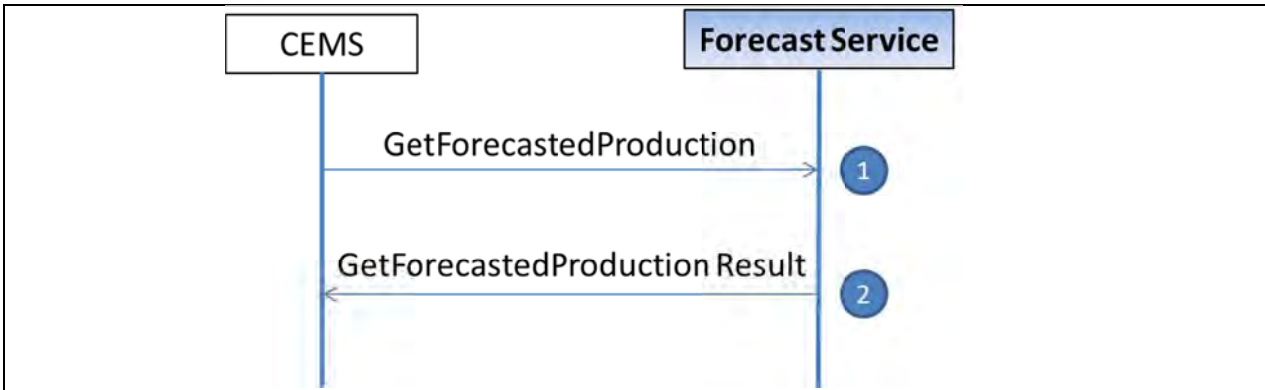 CEMS
Forecast Service
GetForecastedProduction
1
GetForecastedProduction Result
2